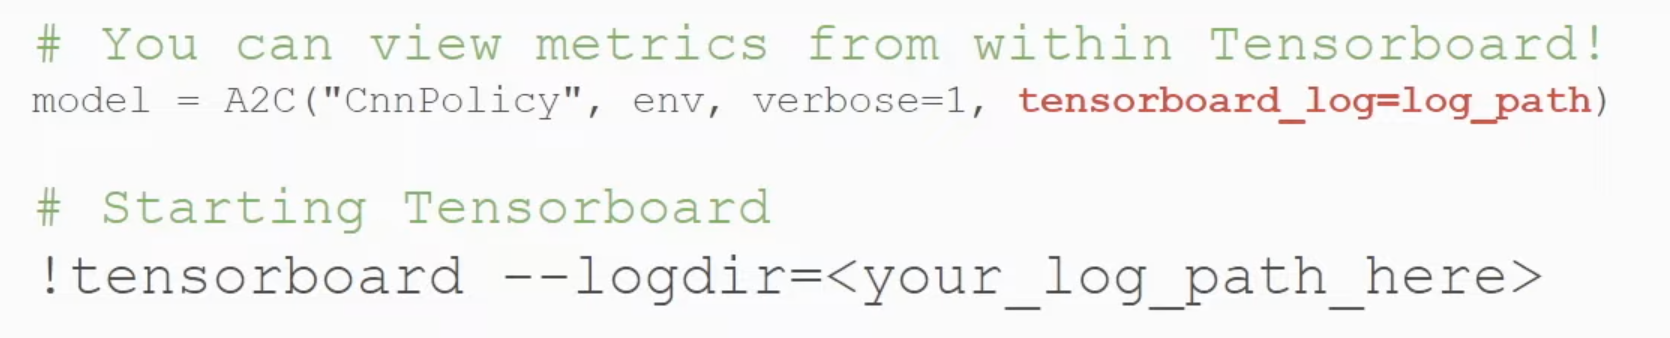 # You can view metrics from within Tensorboard!
model = A2C("CnnPolicy", env, verbose=1, tensorboard_log=log_path)
# Starting Tensorboard
!tensorboard --logdir=<your_log_path_here>